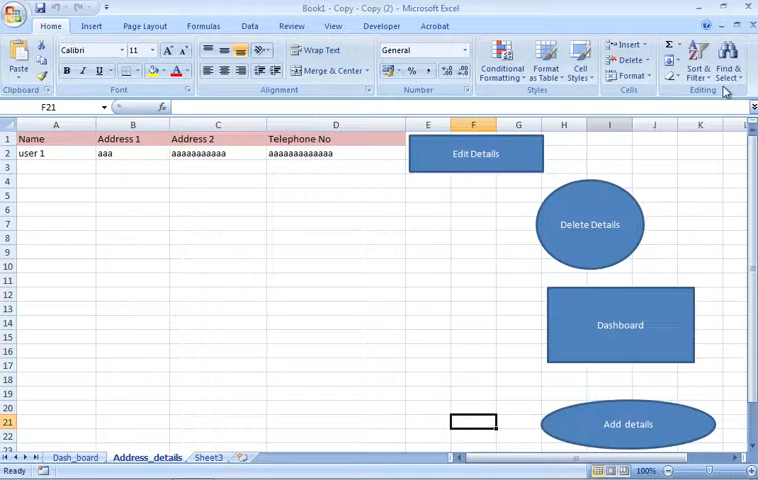 Book1 - Copy - Copy (2) - Microsoft Excel
Home Insert Page Layout Formulas Data Review View Developer Acrobat
Paste
Calibri 11
B I U
Wrap Text
Merge & Center
General
$ % ,
Conditional Formatting
Format as Table
Cell Styles
Insert
Delete
Format
Σ
Sort & Filter
Find & Select
Clipboard Font Alignment Number Styles Cells Editing
F21 fx
A B C D E F G H I J K L
1 Name Address 1 Address 2 Telephone No
2 user 1 aaa aaaaaaaaaaa aaaaaaaaaaaaa
Edit Details
3
4
5
6
7
Delete Details
8
9
10
11
12
13
14
Dashboard
15
16
17
18
19
20
21
Add details
22
23
Dash_board Address_details Sheet3
Ready 100%